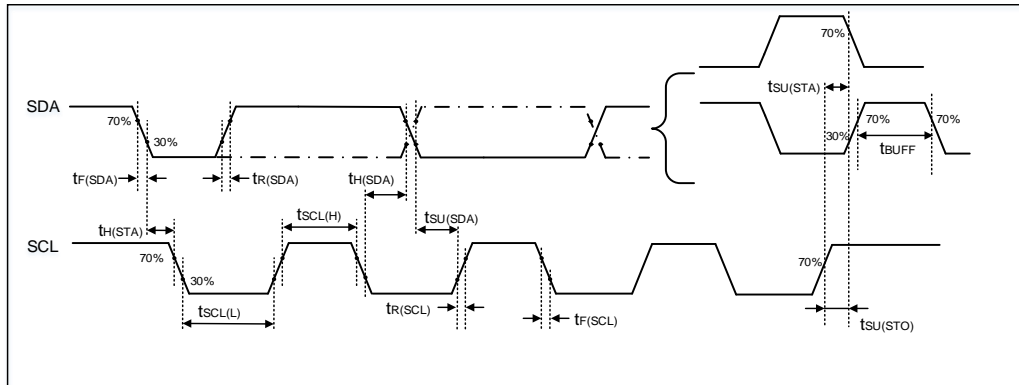 70%
tSU(STA)
SDA
70%
30%
30%
70%
70%
tBUFF
tF(SDA)
tR(SDA)
tH(SDA)
tH(STA)
tSCL(H)
tSU(SDA)
SCL
70%
30%
70%
tSCL(L)
tR(SCL)
tF(SCL)
tSU(STO)